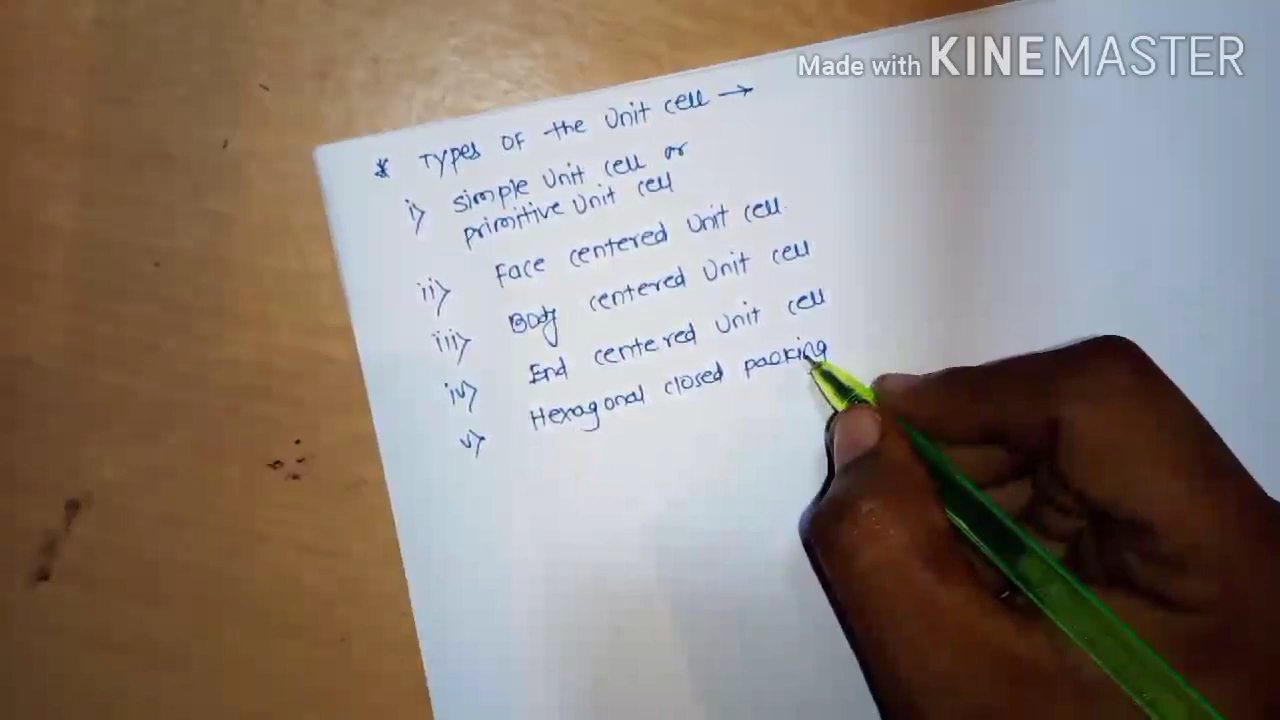 Made with KINEMASTER
* Types of the Unit cell →
i> Simple Unit cell or
primitive Unit cell
ii> Face centered Unit cell.
iii> Body centered Unit cell
iv> End centered Unit cell
v> Hexagonal closed packing